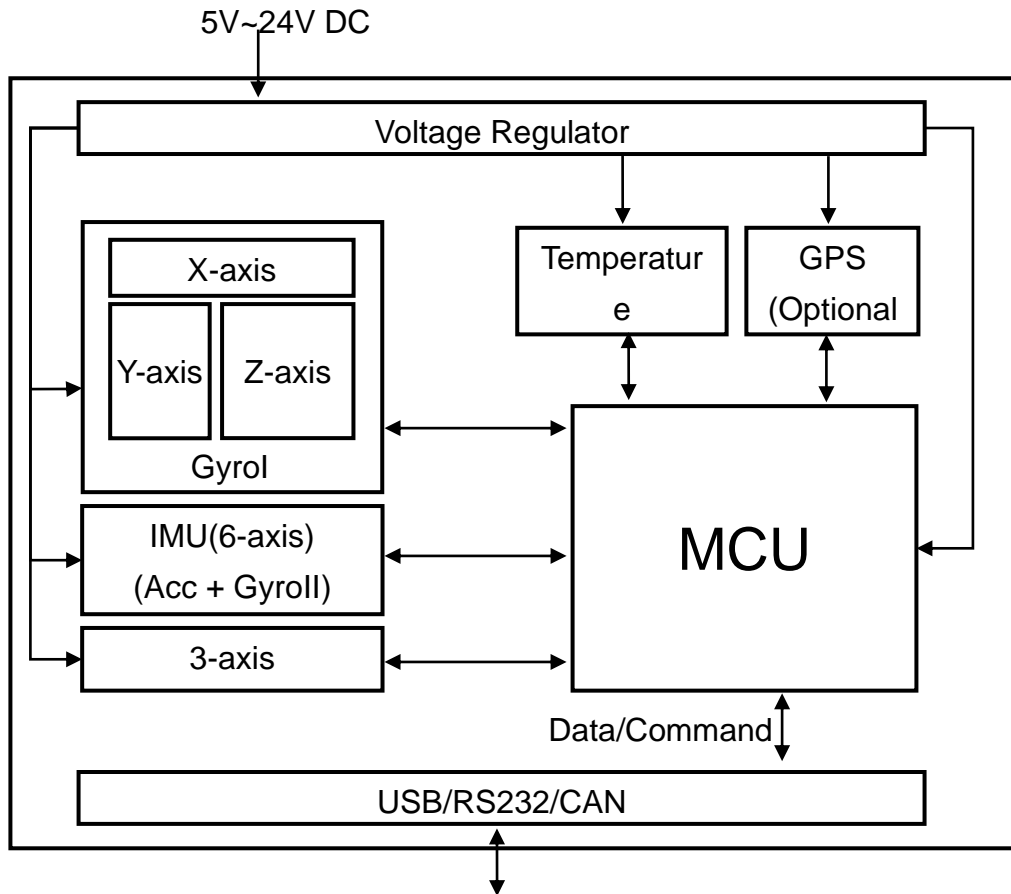 5V~24V DC
Voltage Regulator
X-axis
Y-axis
Z-axis
GyroI
Temperatur
e
GPS
(Optional
IMU(6-axis)
(Acc + GyroII)
3-axis
MCU
Data/Command
USB/RS232/CAN